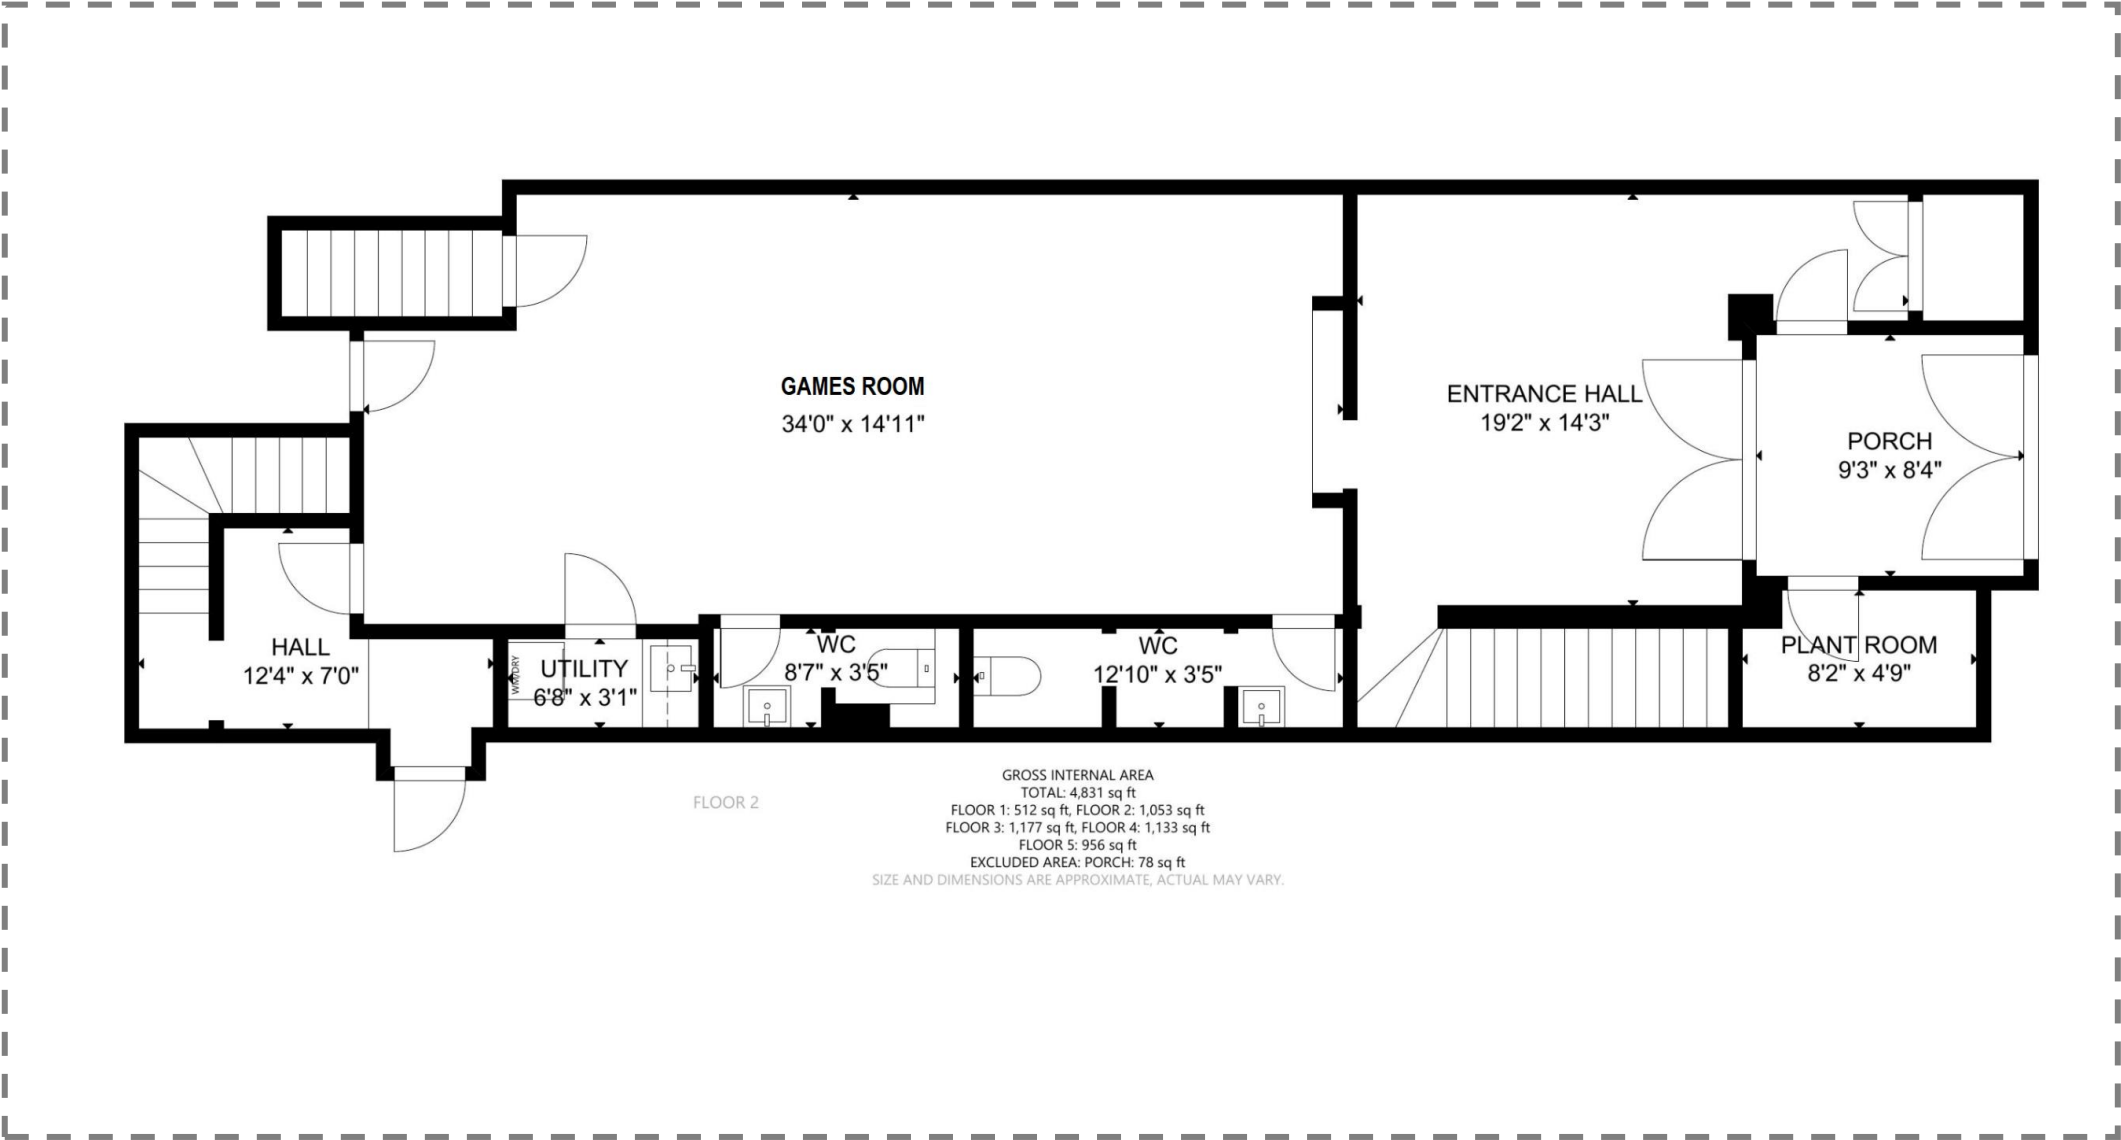 GAMES ROOM
34'0" x 14'11"
ENTRANCE HALL
19'2" x 14'3"
PORCH
9'3" x 8'4"
HALL
12'4" x 7'0"
WM/DRY
UTILITY
6'8" x 3'1"
WC
8'7" x 3'5"
WC
12'10" x 3'5"
PLANT ROOM
8'2" x 4'9"
FLOOR 2
GROSS INTERNAL AREA
TOTAL: 4,831 sq ft
FLOOR 1: 512 sq ft, FLOOR 2: 1,053 sq ft
FLOOR 3: 1,177 sq ft, FLOOR 4: 1,133 sq ft
FLOOR 5: 956 sq ft
EXCLUDED AREA: PORCH: 78 sq ft
SIZE AND DIMENSIONS ARE APPROXIMATE, ACTUAL MAY VARY.